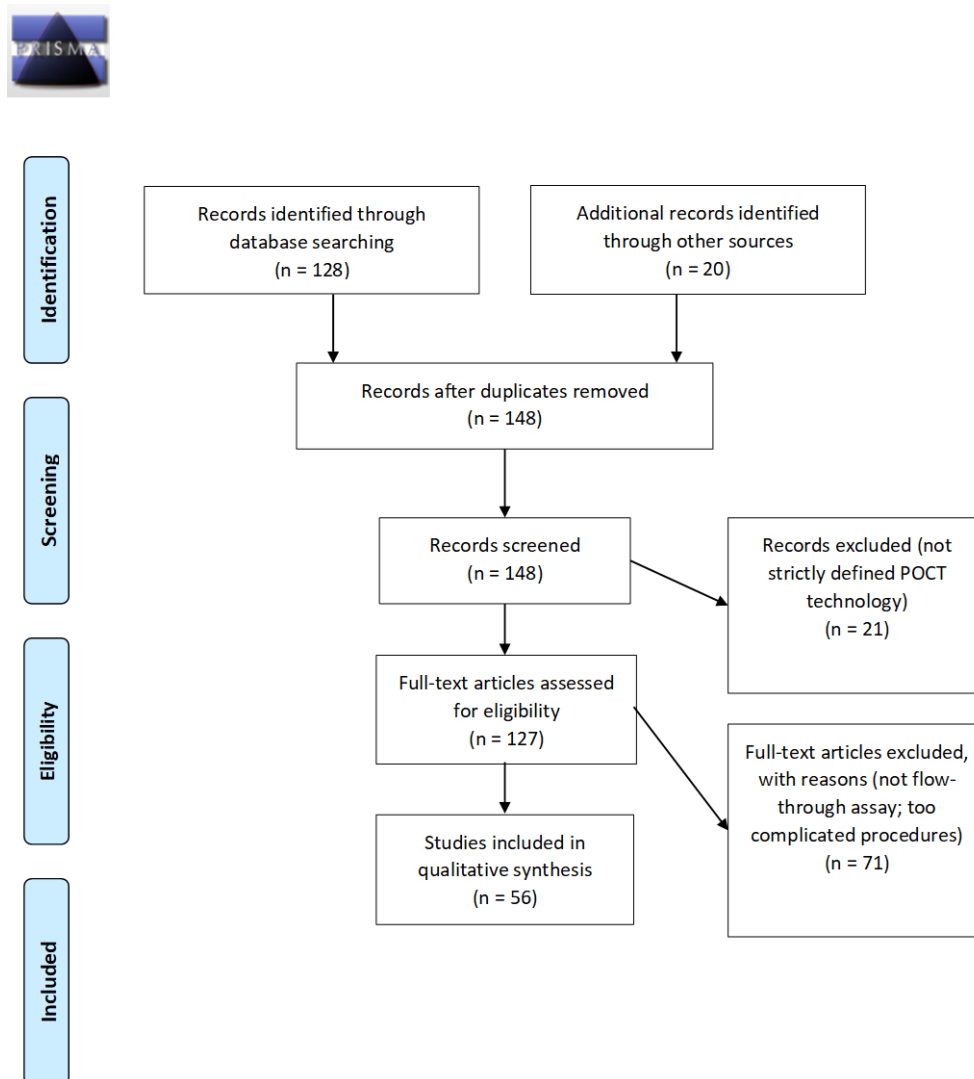 PRISMA
Identification
Records identified through
database searching
(n = 128)
Additional records identified
through other sources
(n = 20)
Records after duplicates removed
(n = 148)
Screening
Records screened
(n = 148)
Records excluded (not
strictly defined POCT
technology)
(n = 21)
Eligibility
Full-text articles assessed
for eligibility
(n = 127)
Full-text articles excluded,
with reasons (not flow-
through assay; too
complicated procedures)
(n = 71)
Studies included in
qualitative synthesis
(n = 56)
Included